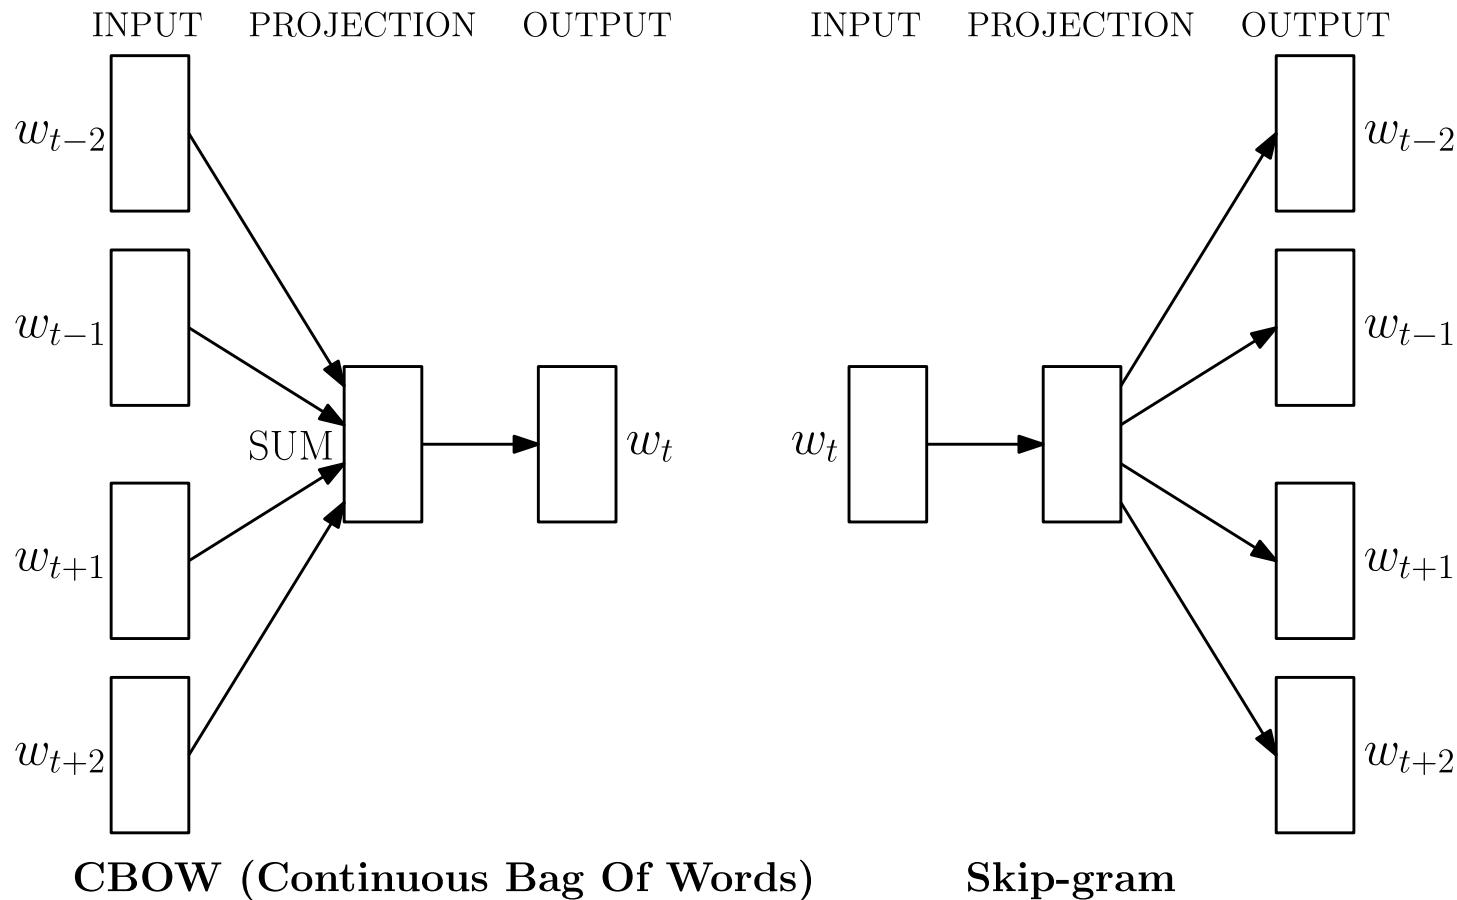 INPUT PROJECTION OUTPUT
w_{t-2}
w_{t-1}
SUM
w_t
w_{t+1}
w_{t+2}
CBOW (Continuous Bag Of Words)
INPUT PROJECTION OUTPUT
w_{t-2}
w_{t-1}
w_t
w_{t+1}
w_{t+2}
Skip-gram